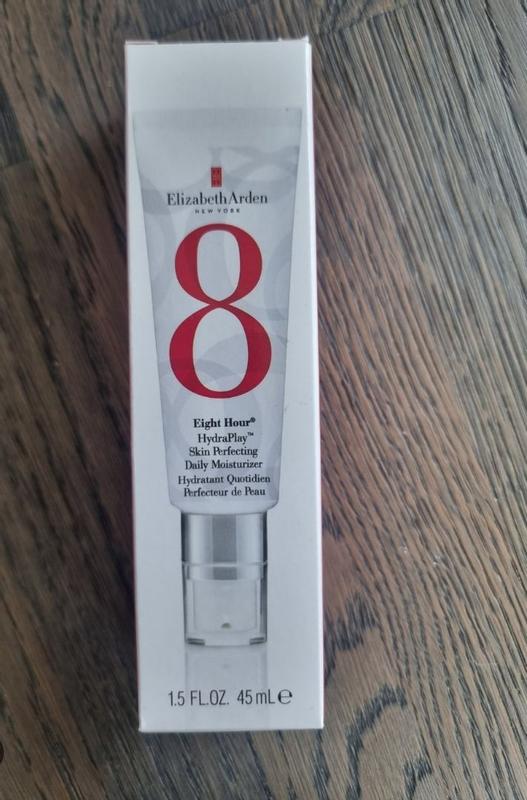 ElizabethArden
NEW YORK
8
Eight Hour®
HydraPlay™
Skin Perfecting
Daily Moisturizer
Hydratant Quotidien
Perfecteur de Peau
1.5 FL.OZ. 45 mL℮